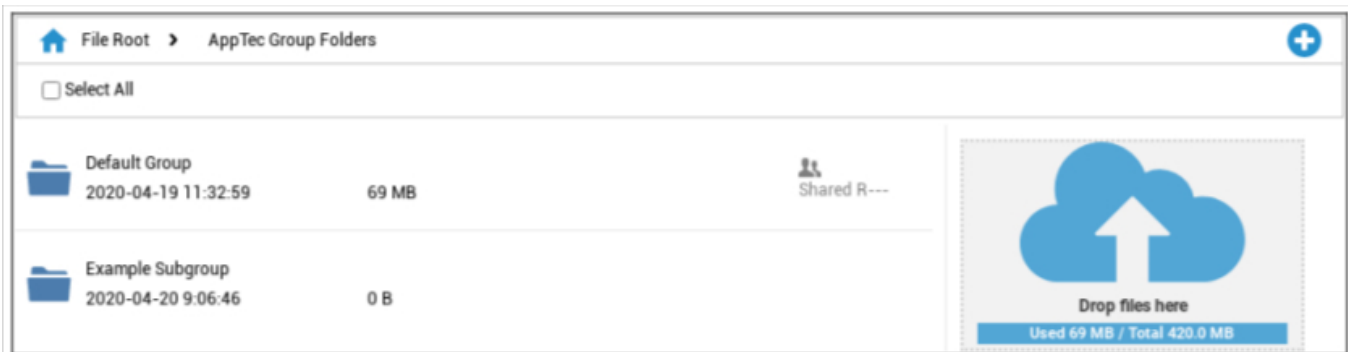 File Root > AppTec Group Folders
Select All
Default Group
2020-04-19 11:32:59 69 MB
Shared R---
Example Subgroup
2020-04-20 9:06:46 0 B
Drop files here
Used 69 MB / Total 420.0 MB